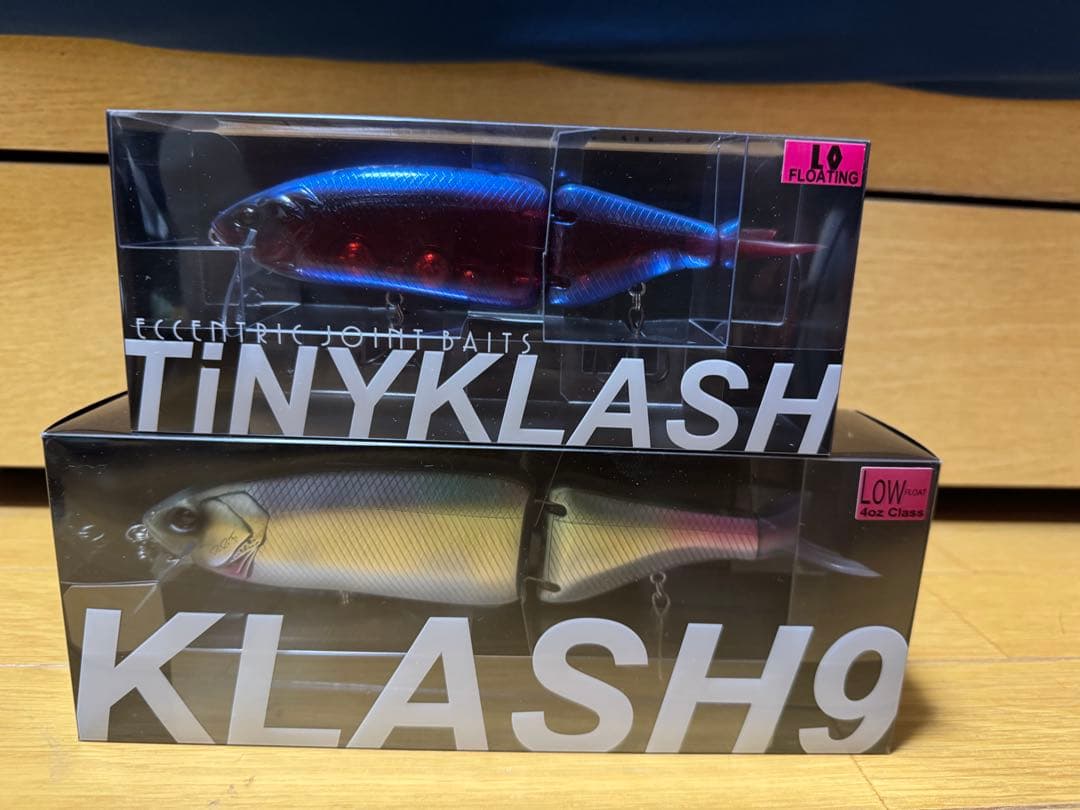 LO
FLOATING
ECCENTRIC JOINT BAITS
TiNYKLASH
LOW FLOAT
4oz Class
KLASH9